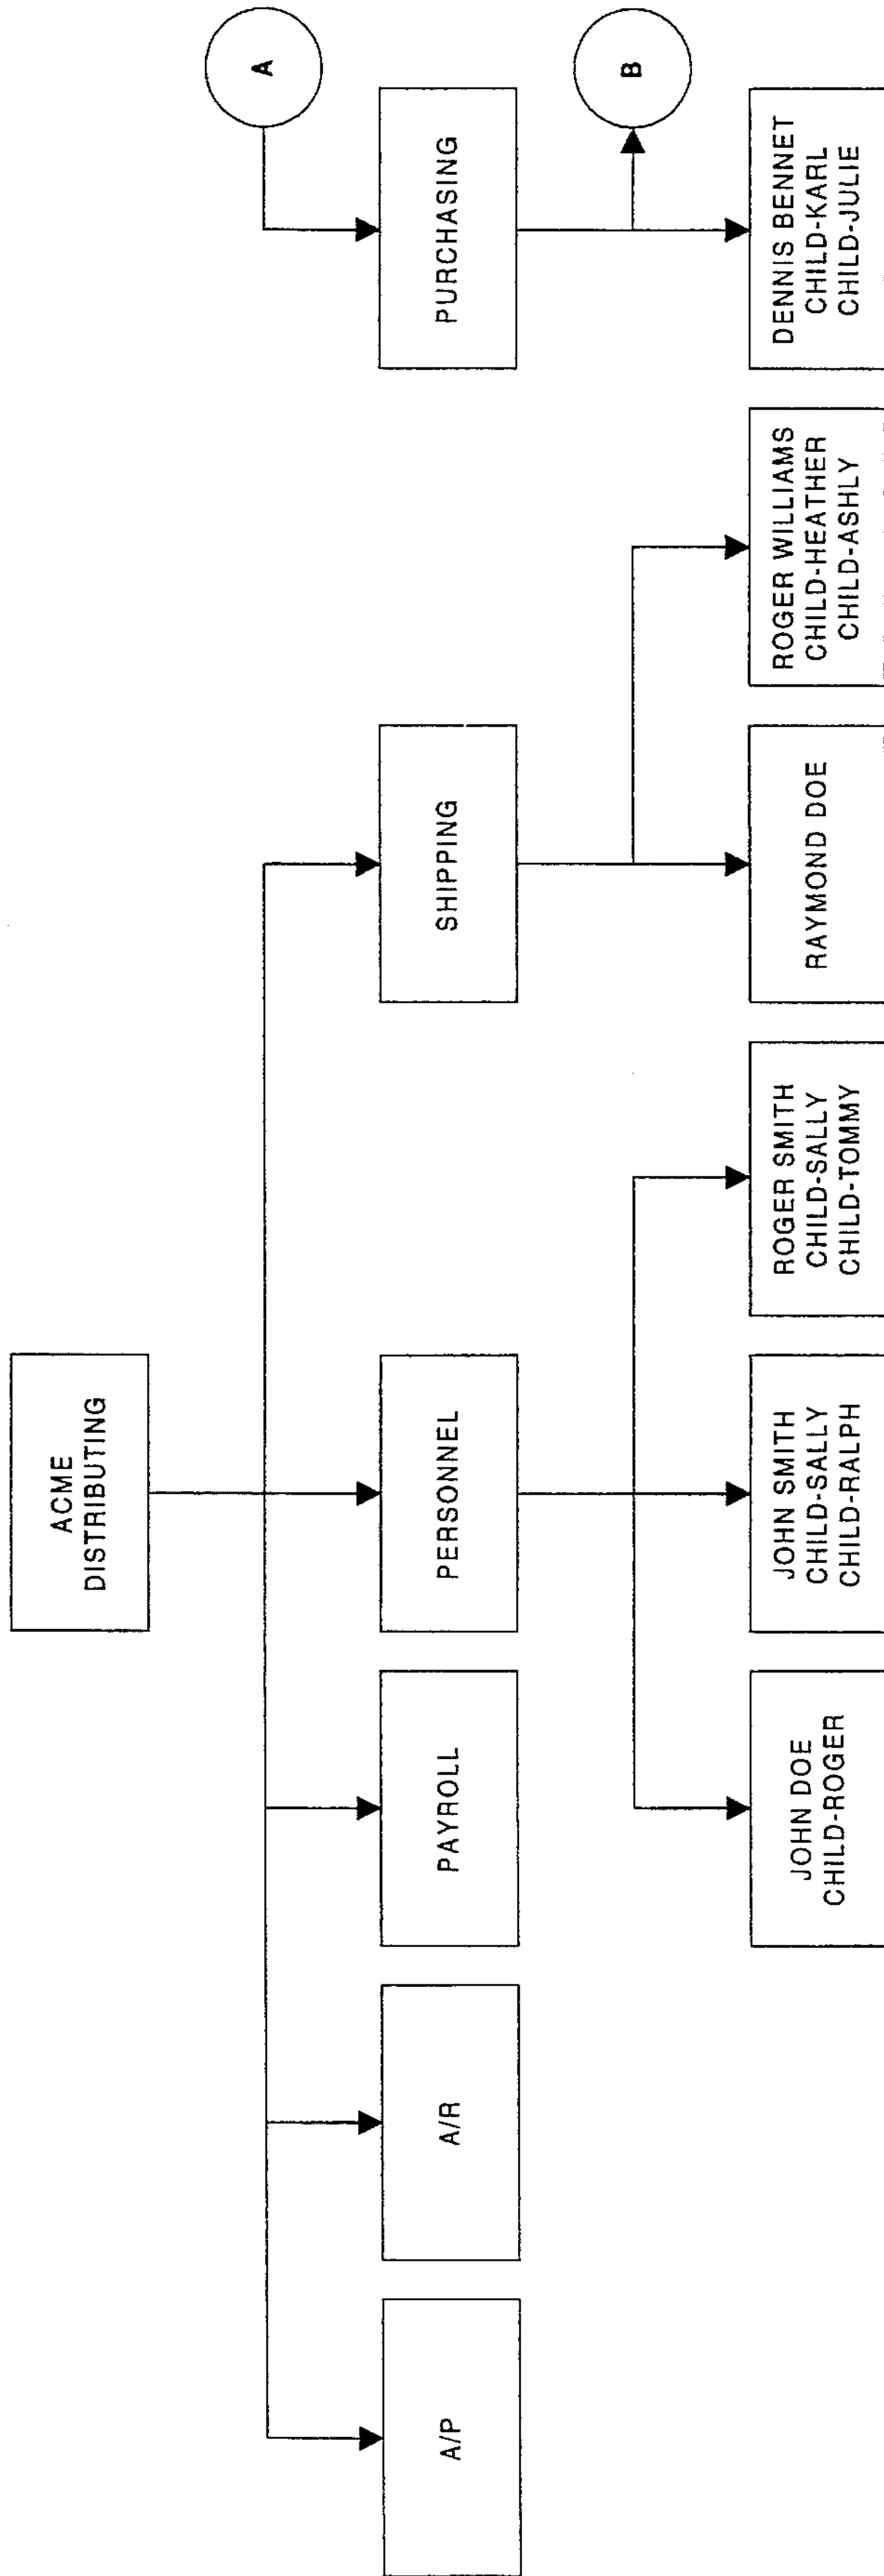 ACME
DISTRIBUTING
A
A/P
A/R
PAYROLL
PERSONNEL
SHIPPING
PURCHASING
B
JOHN DOE
CHILD-ROGER
JOHN SMITH
CHILD-SALLY
CHILD-RALPH
ROGER SMITH
CHILD-SALLY
CHILD-TOMMY
RAYMOND DOE
ROGER WILLIAMS
CHILD-HEATHER
CHILD-ASHLY
DENNIS BENNET
CHILD-KARL
CHILD-JULIE